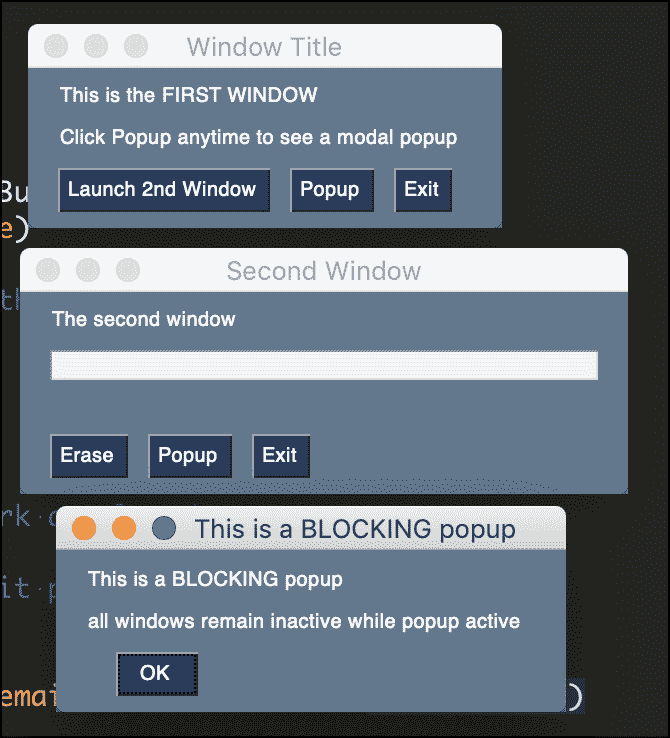 Window Title
This is the FIRST WINDOW
Click Popup anytime to see a modal popup
Launch 2nd Window Popup Exit
Bu
e)
th
Second Window
The second window
Erase Popup Exit
rk
it p
This is a BLOCKING popup
This is a BLOCKING popup
all windows remain inactive while popup active
OK
emai )